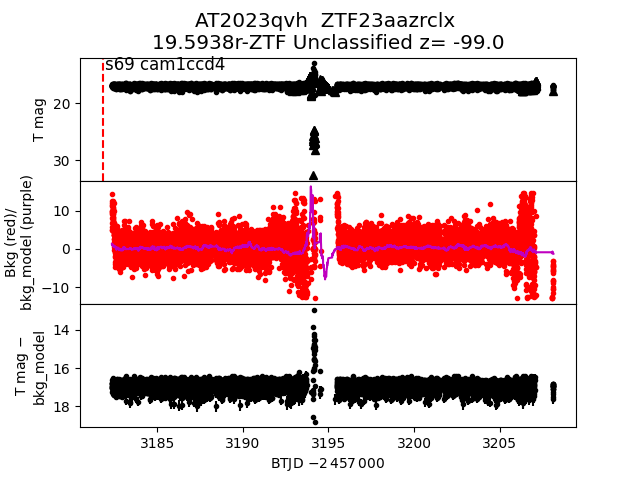 AT2023qvh  ZTF23aazrclx
19.5938r-ZTF Unclassified z= -99.0
s69 cam1ccd4
T mag
20
30
Bkg (red)/
bkg_model (purple)
10
0
−10
T mag −
bkg_model
14
16
18
3185 3190 3195 3200 3205
BTJD −2 457 000